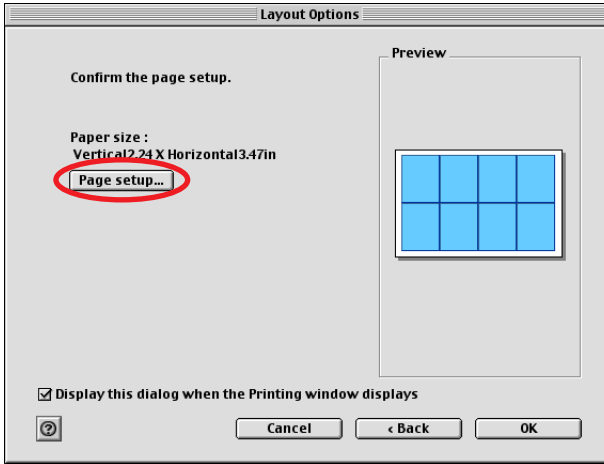 Layout Options
Preview
Confirm the page setup.
Paper size :
Vertical2.24 X Horizontal3.47in
Page setup...
Display this dialog when the Printing window displays
?
Cancel
‹ Back
OK